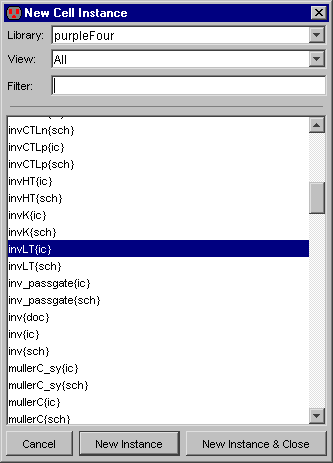 New Cell Instance
Library: purpleFour
View: All
Filter:
invCTLn{sch}
invCTLp{ic}
invCTLp{sch}
invHT{ic}
invHT{sch}
invK{ic}
invK{sch}
invLT{ic}
invLT{sch}
inv_passgate{ic}
inv_passgate{sch}
inv{doc}
inv{ic}
inv{sch}
mullerC_sy{ic}
mullerC_sy{sch}
mullerC{ic}
mullerC{sch}
Cancel New Instance New Instance & Close